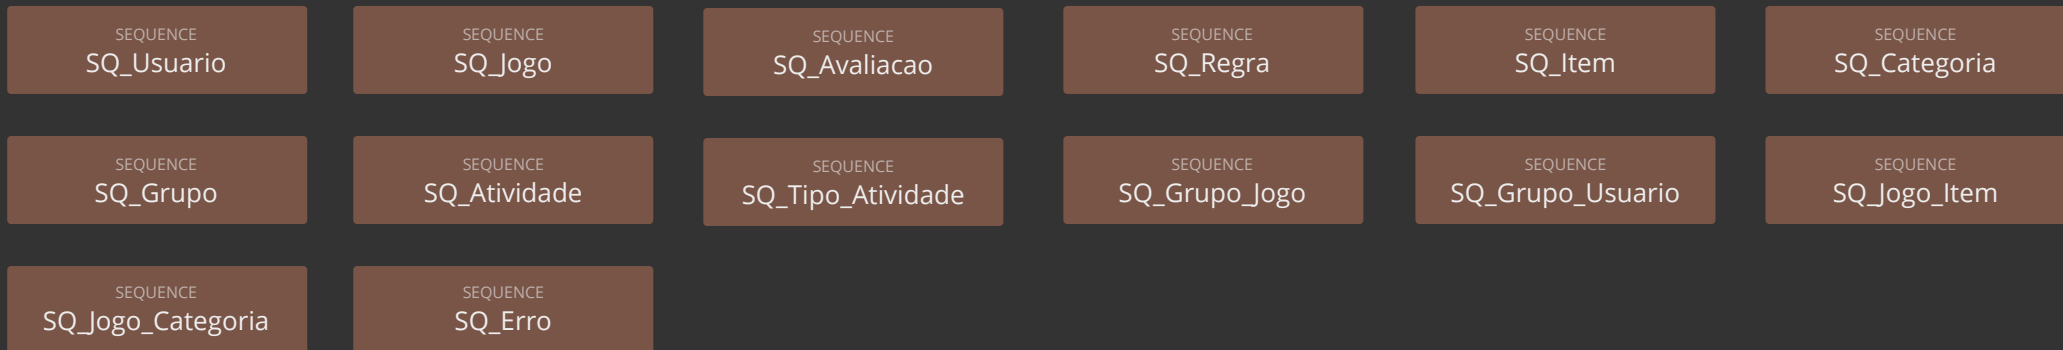 SEQUENCE
SQ_Usuario
SEQUENCE
SQ_Jogo
SEQUENCE
SQ_Avaliacao
SEQUENCE
SQ_Regra
SEQUENCE
SQ_Item
SEQUENCE
SQ_Categoria
SEQUENCE
SQ_Grupo
SEQUENCE
SQ_Atividade
SEQUENCE
SQ_Tipo_Atividade
SEQUENCE
SQ_Grupo_Jogo
SEQUENCE
SQ_Grupo_Usuario
SEQUENCE
SQ_Jogo_Item
SEQUENCE
SQ_Jogo_Categoria
SEQUENCE
SQ_Erro